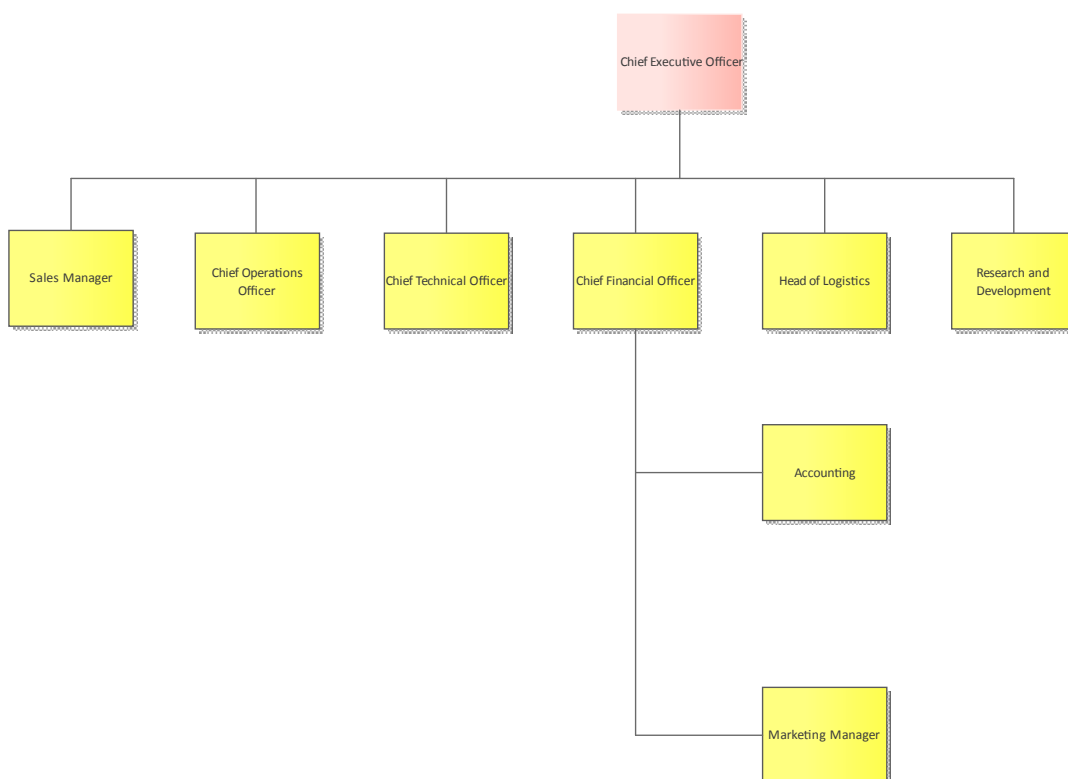 Chief Executive Officer
Sales Manager
Chief Operations
Officer
Chief Technical Officer
Chief Financial Officer
Head of Logistics
Research and
Development
Accounting
Marketing Manager